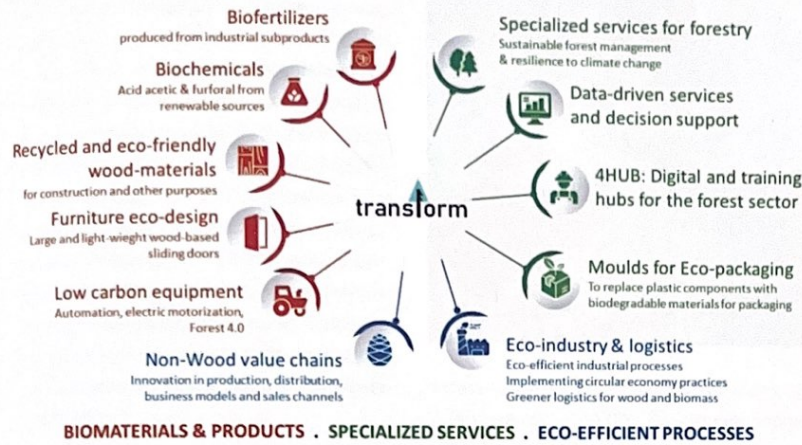 Biofertilizers
produced from industrial subproducts
Biochemicals
Acid acetic & furforal from
renewable sources
Recycled and eco-friendly
wood-materials
for construction and other purposes
Furniture eco-design
Large and light-wieght wood-based
sliding doors
Low carbon equipment
Automation, electric motorization,
Forest 4.0
Non-Wood value chains
Innovation in production, distribution,
business models and sales channels
transform
Specialized services for forestry
Sustainable forest management
& resilience to climate change
Data-driven services
and decision support
4HUB: Digital and training
hubs for the forest sector
Moulds for Eco-packaging
To replace plastic components with
biodegradable materials for packaging
Eco-industry & logistics
Eco-efficient industrial processes
Implementing circular economy practices
Greener logistics for wood and biomass
BIOMATERIALS & PRODUCTS . SPECIALIZED SERVICES . ECO-EFFICIENT PROCESSES